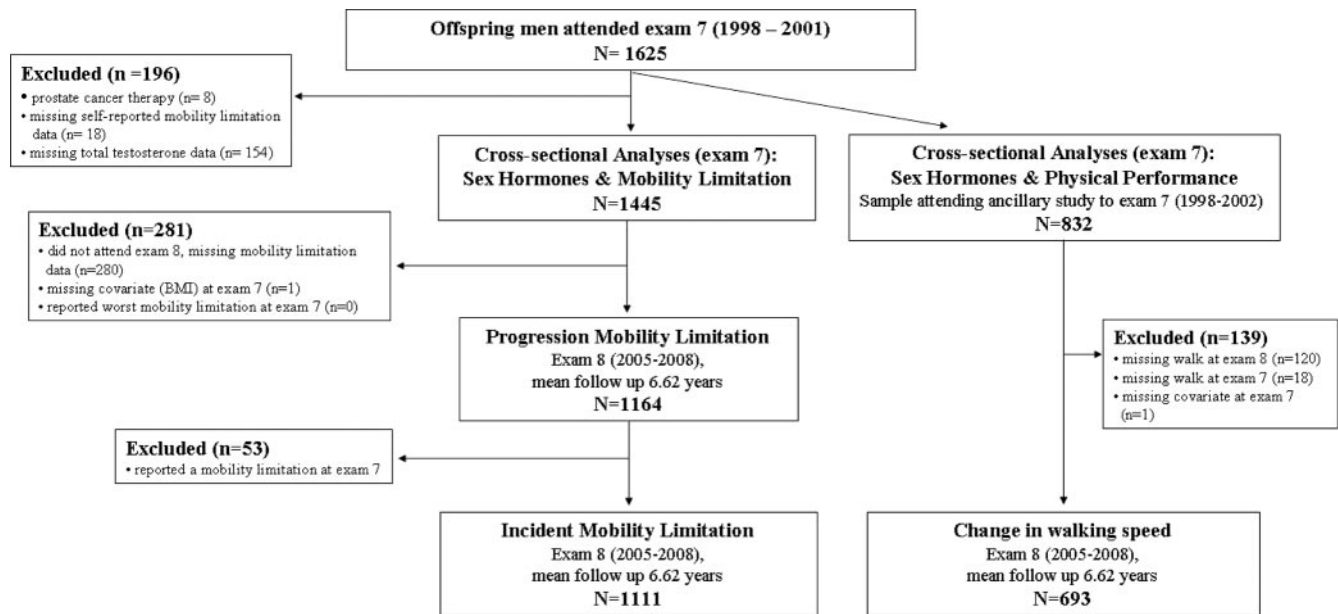 Offspring men attended exam 7 (1998 – 2001)
N= 1625
Excluded (n =196)
• prostate cancer therapy (n= 8)
• missing self-reported mobility limitation
data (n= 18)
• missing total testosterone data (n= 154)
Cross-sectional Analyses (exam 7):
Sex Hormones & Mobility Limitation
N=1445
Cross-sectional Analyses (exam 7):
Sex Hormones & Physical Performance
Sample attending ancillary study to exam 7 (1998-2002)
N=832
Excluded (n=281)
• did not attend exam 8, missing mobility limitation
data (n=280)
• missing covariate (BMI) at exam 7 (n=1)
• reported worst mobility limitation at exam 7 (n=0)
Progression Mobility Limitation
Exam 8 (2005-2008),
mean follow up 6.62 years
N=1164
Excluded (n=139)
• missing walk at exam 8 (n=120)
• missing walk at exam 7 (n=18)
• missing covariate at exam 7
(n=1)
Excluded (n=53)
• reported a mobility limitation at exam 7
Incident Mobility Limitation
Exam 8 (2005-2008),
mean follow up 6.62 years
N=1111
Change in walking speed
Exam 8 (2005-2008),
mean follow up 6.62 years
N=693